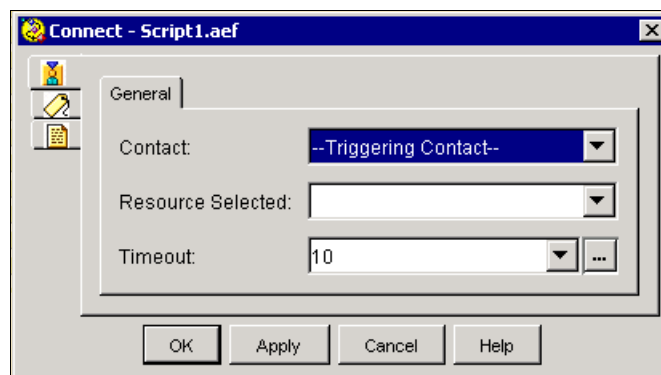 Connect - Script1.aef
General
Contact: --Triggering Contact--
Resource Selected:
Timeout: 10 ...
OK Apply Cancel Help